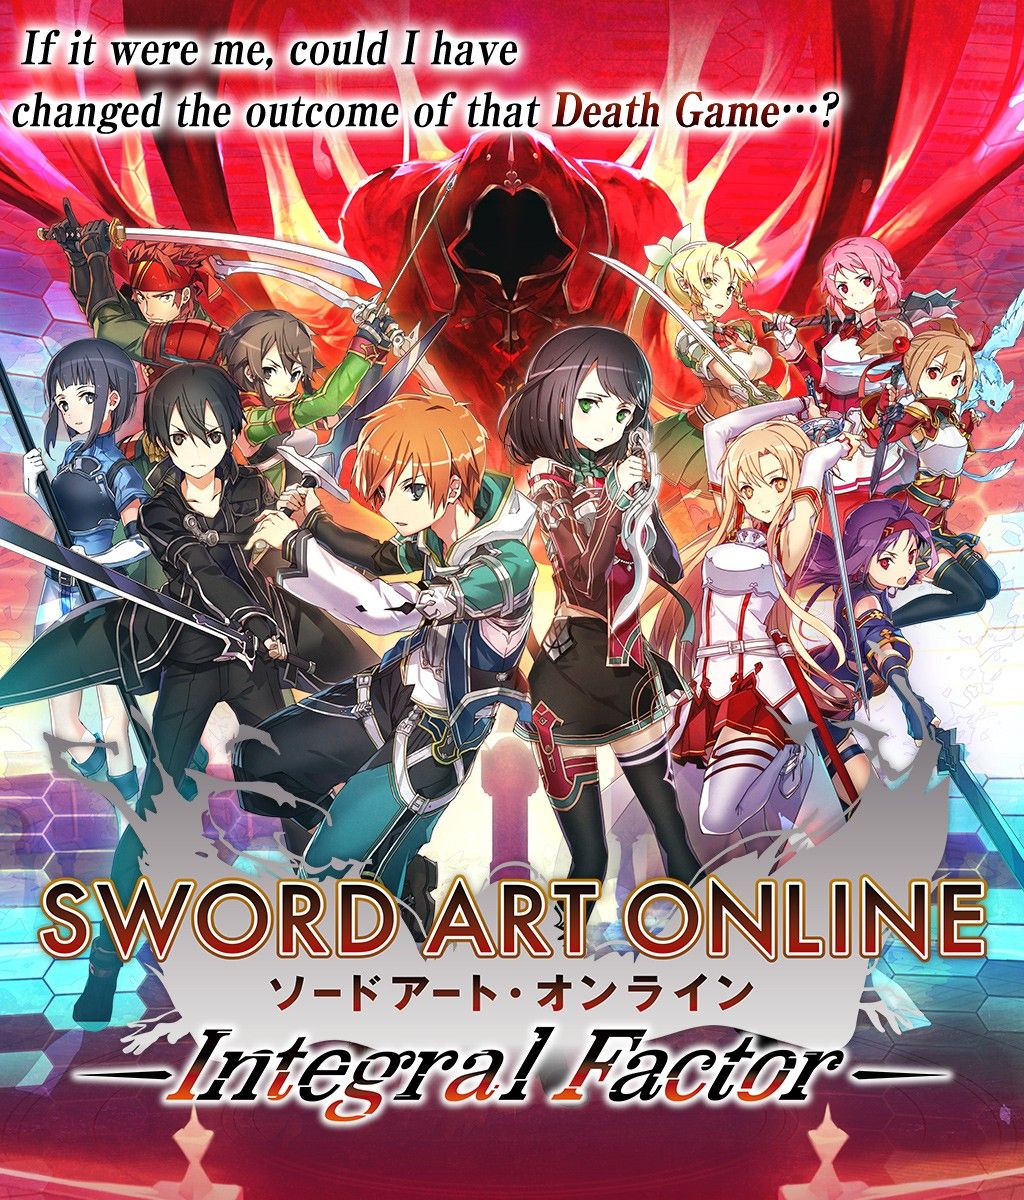 If it were me, could I have
changed the outcome of that Death Game…?
SWORD ART ONLINE
ソードアート・オンライン
Integral Factor